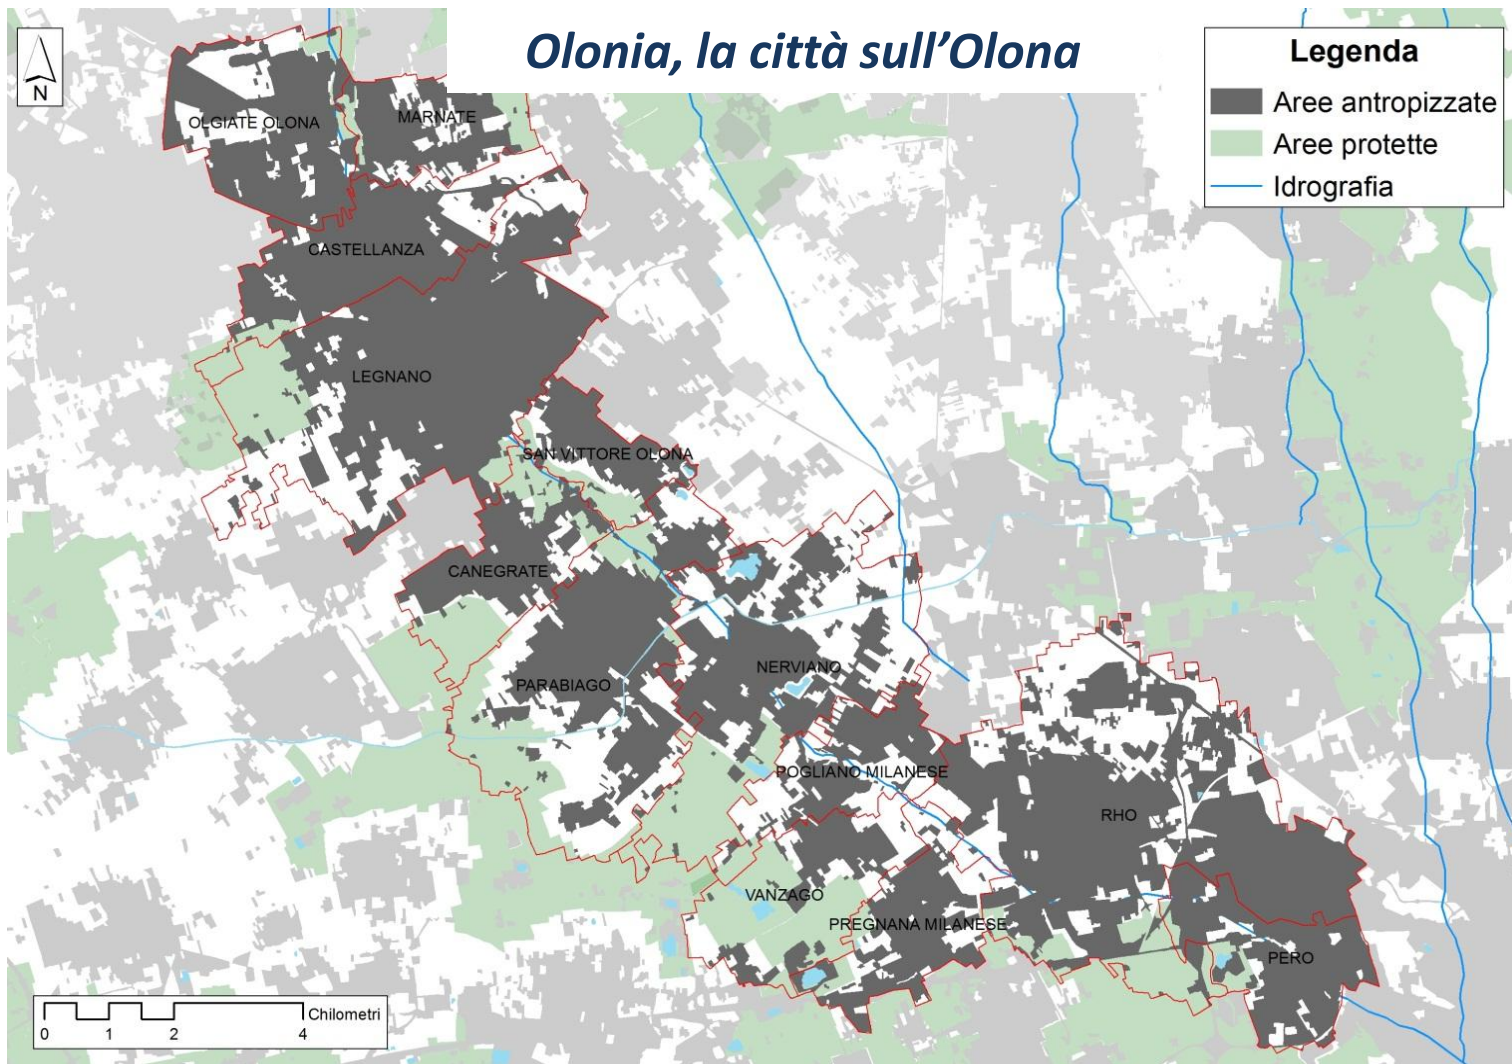 Olonia, la città sull’Olona
N
Legenda
Aree antropizzate
Aree protette
Idrografia
OLGIATE OLONA
MARNATE
CASTELLANZA
LEGNANO
SAN VITTORE OLONA
CANEGRATE
PARABIAGO
NERVIANO
POGLIANO MILANESE
RHO
VANZAGO
PREGNANA MILANESE
PERO
Chilometri
0 1 2 4